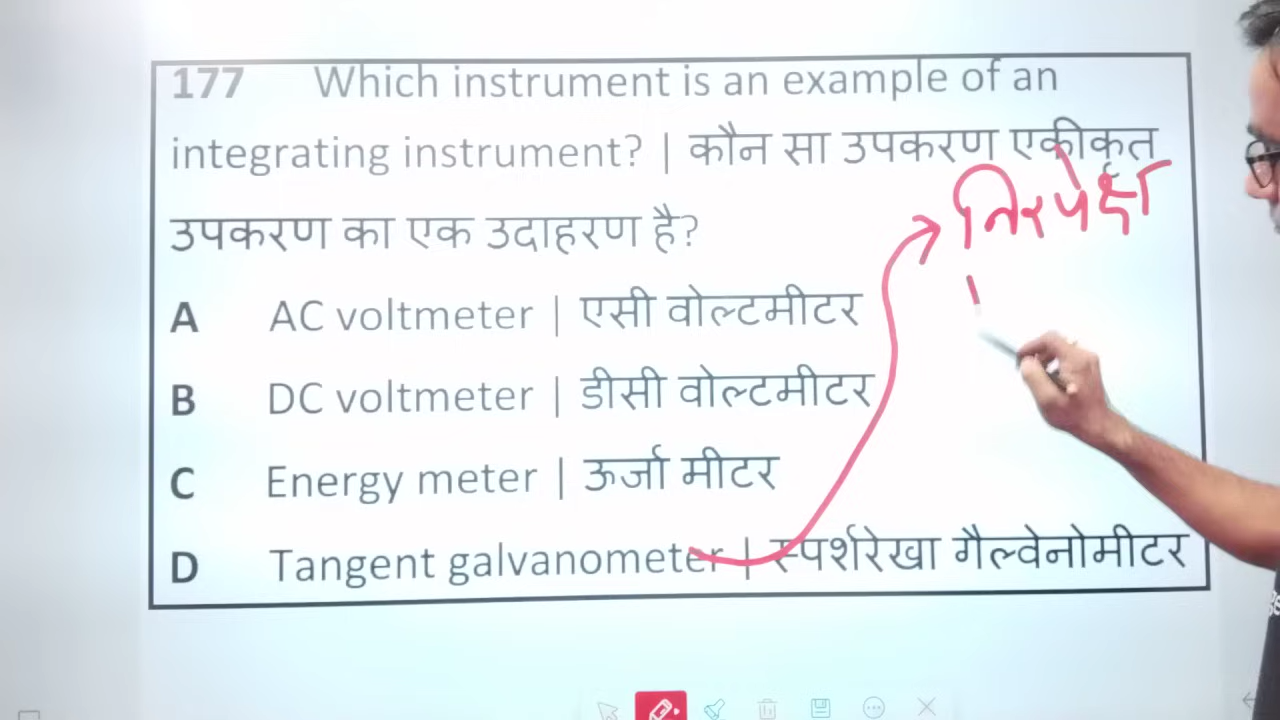 177 Which instrument is an example of an
integrating instrument? | कौन सा उपकरण एकीकृत
उपकरण का एक उदाहरण है?
निरपेक्ष
A AC voltmeter | एसी वोल्टमीटर
B DC voltmeter | डीसी वोल्टमीटर
C Energy meter | ऊर्जा मीटर
D Tangent galvanometer | स्पर्शरेखा गैल्वेनोमीटर